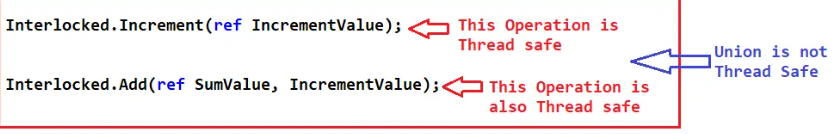 Interlocked.Increment(ref IncrementValue);
This Operation is
Thread safe
Union is not
Thread Safe
Interlocked.Add(ref SumValue, IncrementValue);
This Operation is
also Thread safe